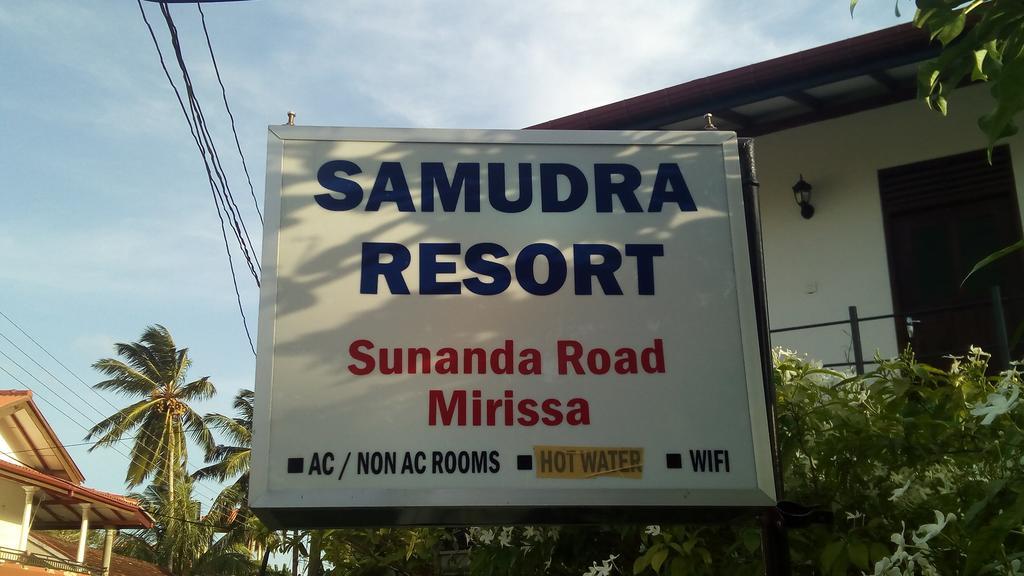 SAMUDRA
RESORT
Sunanda Road
Mirissa
■ AC / NON AC ROOMS ■ HOT WATER ■ WIFI